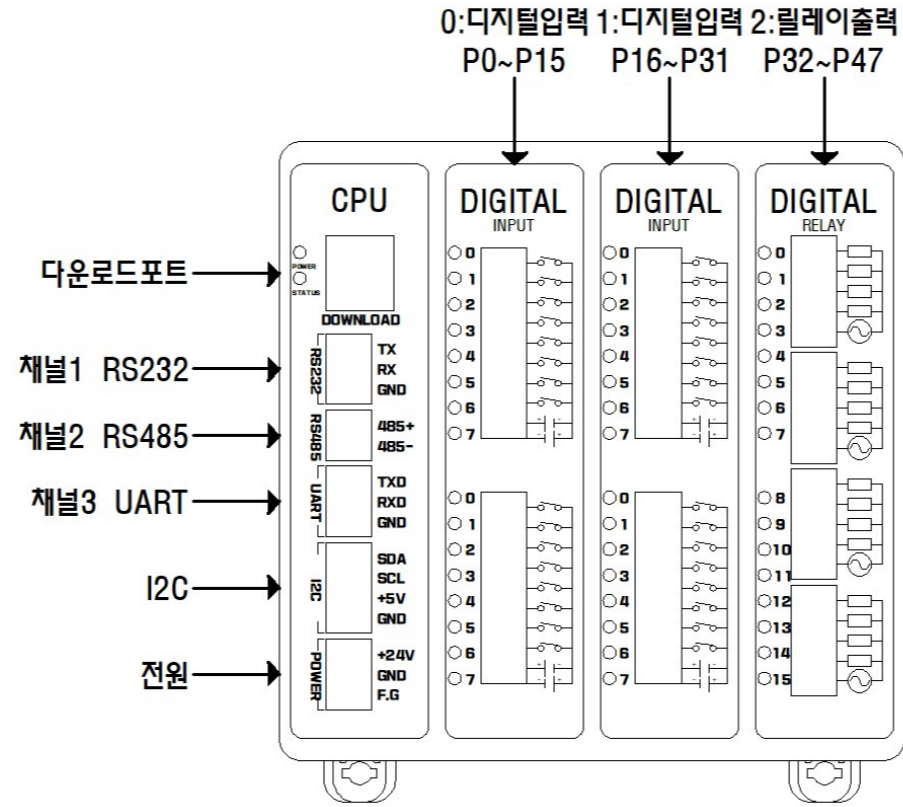 0:디지털입력 1:디지털입력 2:릴레이출력
P0~P15 P16~P31 P32~P47
CPU
POWER
STATUS
DOWNLOAD
다운로드포트
채널1 RS232
RS232
TX
RX
GND
채널2 RS485
RS485
485+
485-
채널3 UART
UART
TXD
RXD
GND
I2C
I2C
SDA
SCL
+5V
GND
전원
POWER
+24V
GND
F.G
DIGITAL
INPUT
0
1
2
3
4
5
6
7
0
1
2
3
4
5
6
7
DIGITAL
INPUT
0
1
2
3
4
5
6
7
0
1
2
3
4
5
6
7
DIGITAL
RELAY
0
1
2
3
4
5
6
7
8
9
10
11
12
13
14
15